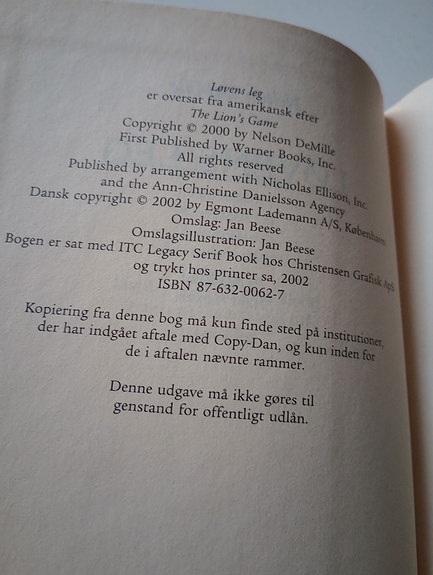 Løvens leg
er oversat fra amerikansk efter
The Lion's Game
Copyright © 2000 by Nelson DeMille
First Published by Warner Books, Inc.
All rights reserved
Published by arrangement with Nicholas Ellison, Inc.
and the Ann-Christine Danielsson Agency
Dansk copyright © 2002 by Egmont Lademann A/S, København
Omslag: Jan Beese
Omslagsillustration: Jan Beese
Bogen er sat med ITC Legacy Serif Book hos Christensen Grafisk ApS
og trykt hos printer sa, 2002
ISBN 87-632-0062-7
Kopiering fra denne bog må kun finde sted på institutioner,
der har indgået aftale med Copy-Dan, og kun inden for
de i aftalen nævnte rammer.
Denne udgave må ikke gøres til
genstand for offentligt udlån.